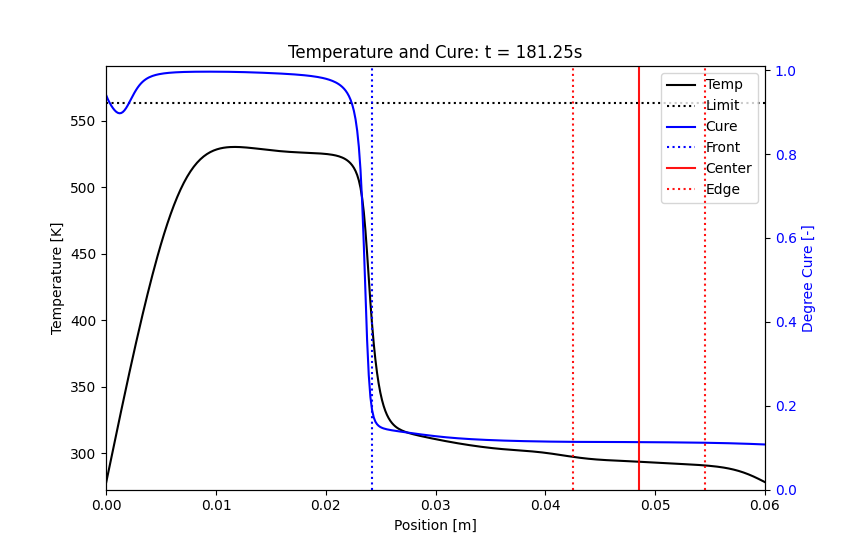 Temperature and Cure: t = 181.25s
Temperature [K]
550
500
450
400
350
300
Temp
Limit
Cure
Front
Center
Edge
1.0
0.8
0.6
0.4
0.2
0.0
Degree Cure [-]
0.00
0.01
0.02
0.03
0.04
0.05
0.06
Position [m]